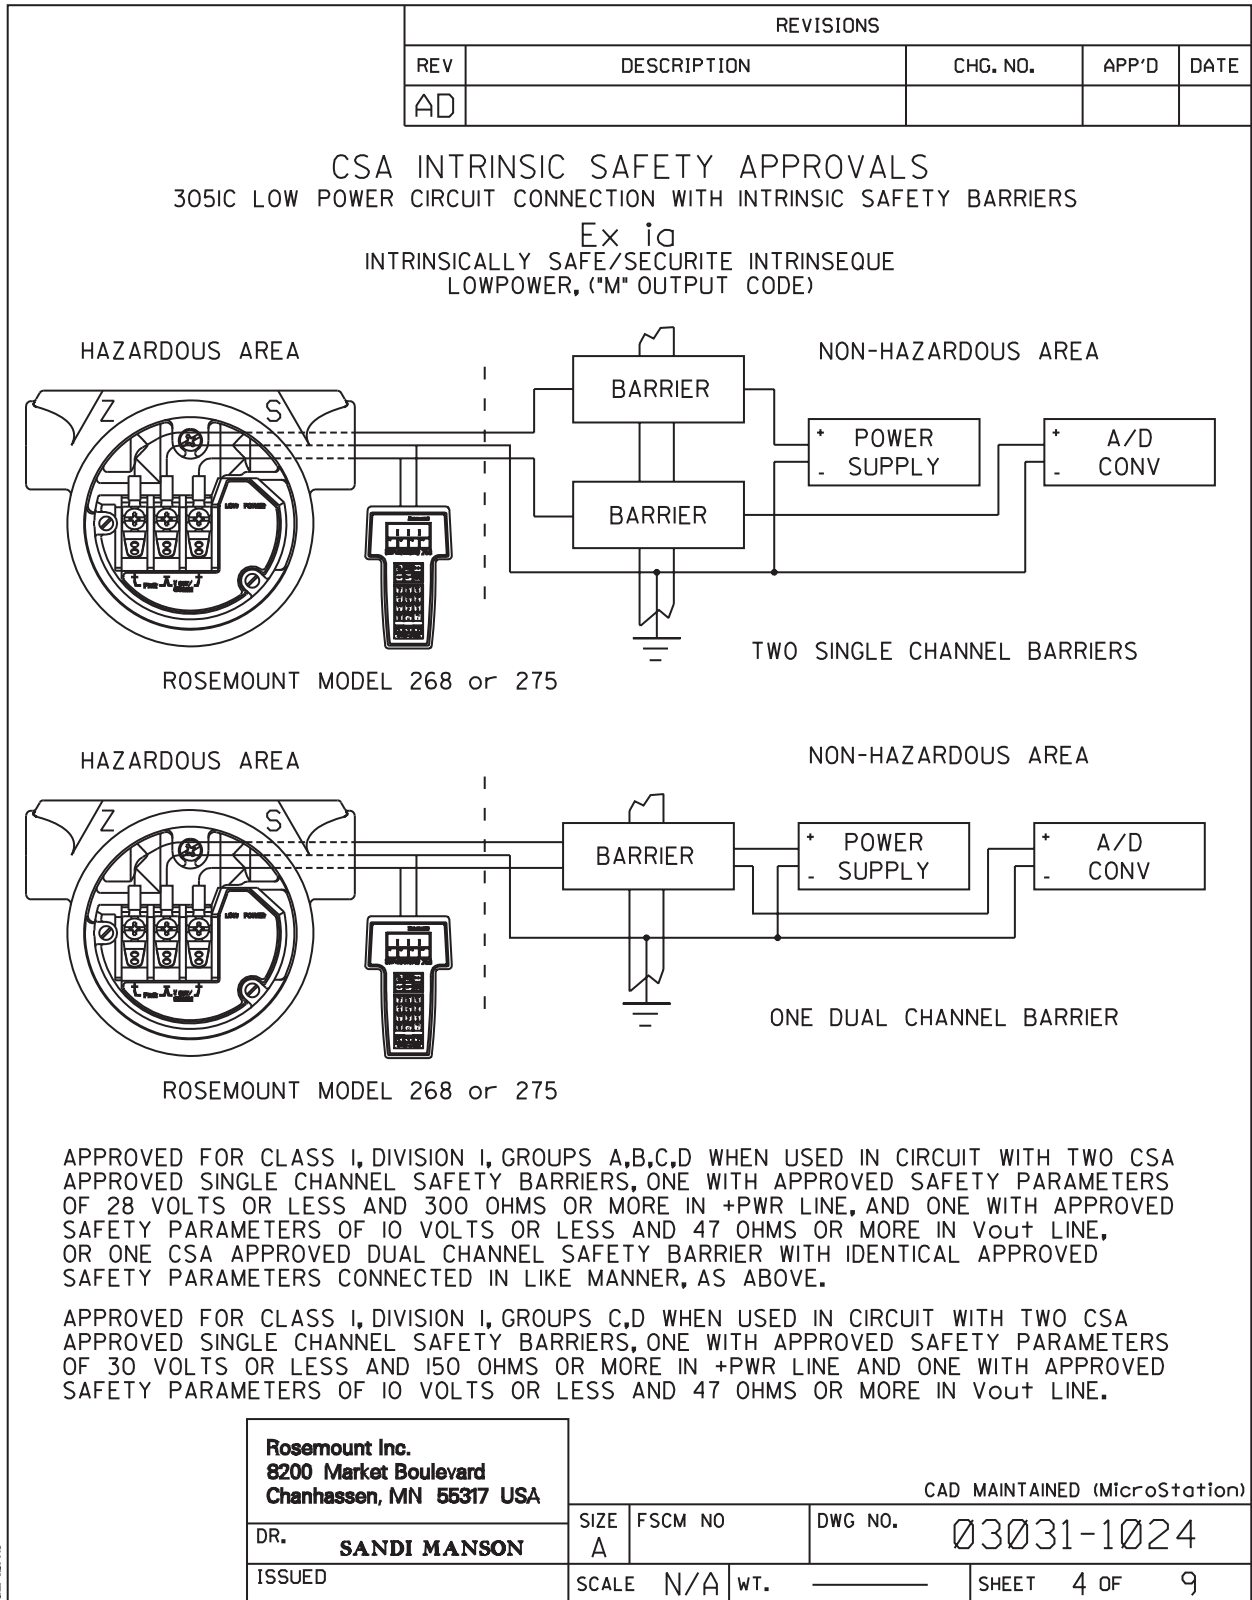 REVISIONS
REV DESCRIPTION CHG. NO. APP'D DATE
AD
CSA INTRINSIC SAFETY APPROVALS
3051C LOW POWER CIRCUIT CONNECTION WITH INTRINSIC SAFETY BARRIERS
Ex ia
INTRINSICALLY SAFE/SECURITE INTRINSEQUE
LOWPOWER, ("M" OUTPUT CODE)
HAZARDOUS AREA
NON-HAZARDOUS AREA
Z S
LOW POWER
BARRIER
BARRIER
+ POWER
- SUPPLY
+ A/D
- CONV
TWO SINGLE CHANNEL BARRIERS
ROSEMOUNT MODEL 268 or 275
HAZARDOUS AREA
NON-HAZARDOUS AREA
Z S
LOW POWER
BARRIER
+ POWER
- SUPPLY
+ A/D
- CONV
ONE DUAL CHANNEL BARRIER
ROSEMOUNT MODEL 268 or 275
APPROVED FOR CLASS I, DIVISION I, GROUPS A,B,C,D WHEN USED IN CIRCUIT WITH TWO CSA
APPROVED SINGLE CHANNEL SAFETY BARRIERS, ONE WITH APPROVED SAFETY PARAMETERS
OF 28 VOLTS OR LESS AND 300 OHMS OR MORE IN +PWR LINE, AND ONE WITH APPROVED
SAFETY PARAMETERS OF 10 VOLTS OR LESS AND 47 OHMS OR MORE IN Vout LINE,
OR ONE CSA APPROVED DUAL CHANNEL SAFETY BARRIER WITH IDENTICAL APPROVED
SAFETY PARAMETERS CONNECTED IN LIKE MANNER, AS ABOVE.
APPROVED FOR CLASS I, DIVISION I, GROUPS C,D WHEN USED IN CIRCUIT WITH TWO CSA
APPROVED SINGLE CHANNEL SAFETY BARRIERS, ONE WITH APPROVED SAFETY PARAMETERS
OF 30 VOLTS OR LESS AND 150 OHMS OR MORE IN +PWR LINE AND ONE WITH APPROVED
SAFETY PARAMETERS OF 10 VOLTS OR LESS AND 47 OHMS OR MORE IN Vout LINE.
Rosemount Inc.
8200 Market Boulevard
Chanhassen, MN 55317 USA
CAD MAINTAINED (MicroStation)
DR. SANDI MANSON
SIZE A FSCM NO DWG NO. 03031-1024
ISSUED
SCALE N/A WT. SHEET 4 OF 9